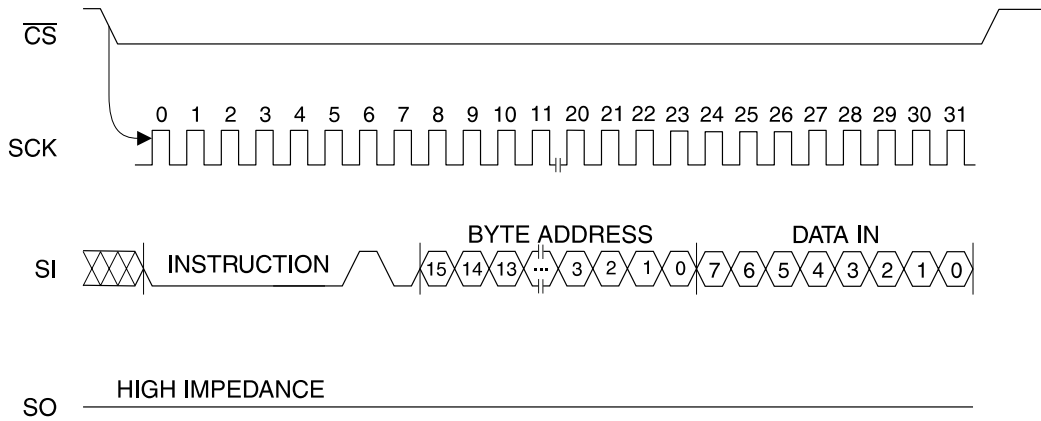 CS
0 1 2 3 4 5 6 7 8 9 10 11 20 21 22 23 24 25 26 27 28 29 30 31
SCK
BYTE ADDRESS DATA IN
SI INSTRUCTION 15 14 13 ... 3 2 1 0 7 6 5 4 3 2 1 0
HIGH IMPEDANCE
SO